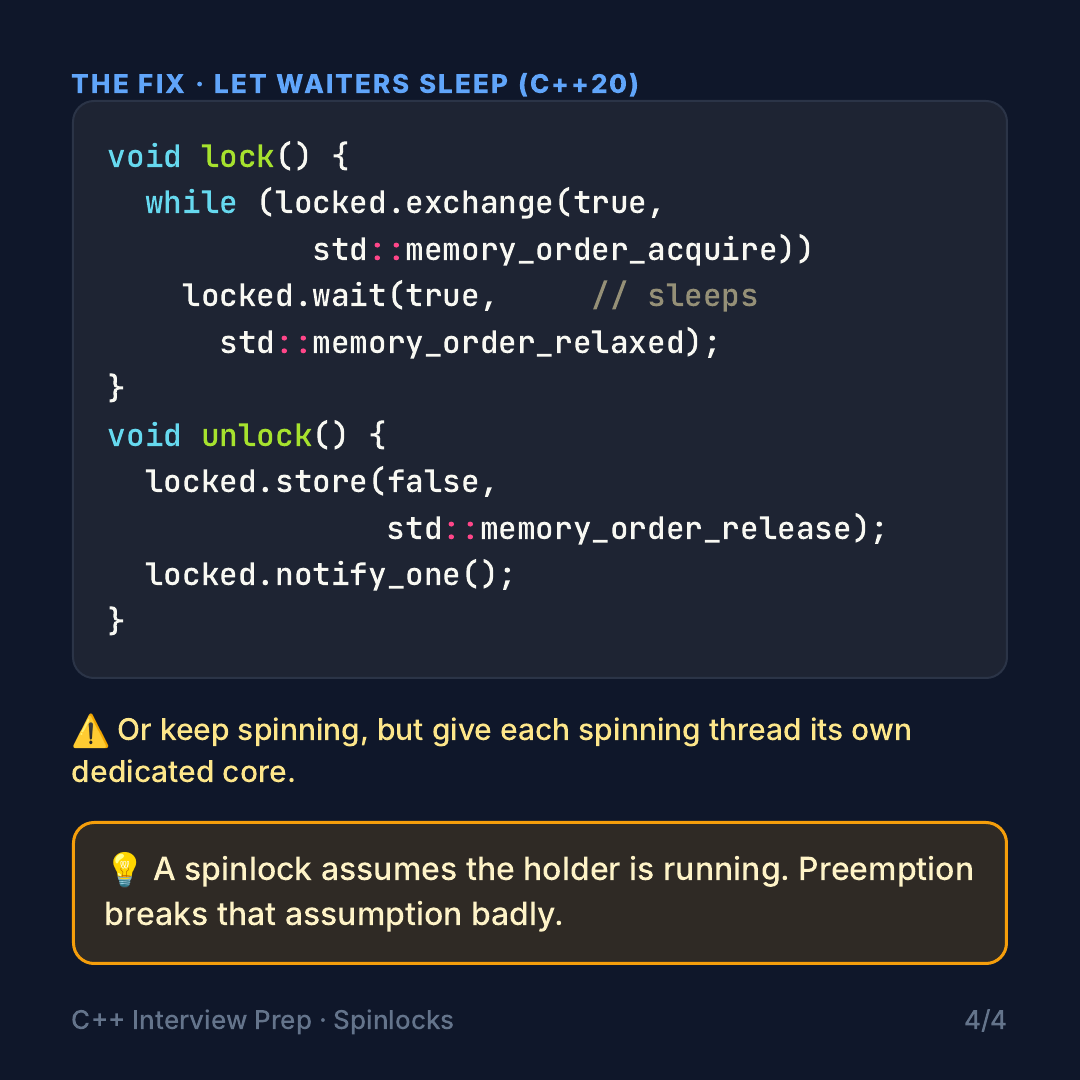 THE FIX · LET WAITERS SLEEP (C++20)
void lock() {
  while (locked.exchange(true,
           std::memory_order_acquire))
    locked.wait(true,     // sleeps
      std::memory_order_relaxed);
}
void unlock() {
  locked.store(false,
               std::memory_order_release);
  locked.notify_one();
}
⚠️ Or keep spinning, but give each spinning thread its own
dedicated core.
💡 A spinlock assumes the holder is running. Preemption
breaks that assumption badly.
C++ Interview Prep · Spinlocks
4/4